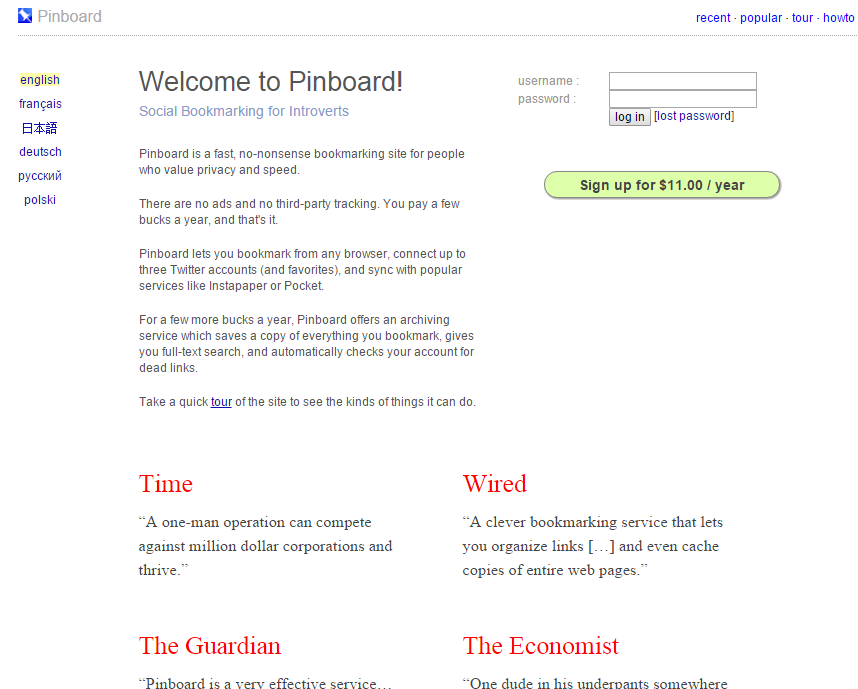 Pinboard
recent · popular · tour · howto
english
français
日本語
deutsch
русский
polski
Welcome to Pinboard!
Social Bookmarking for Introverts
Pinboard is a fast, no-nonsense bookmarking site for people
who value privacy and speed.
There are no ads and no third-party tracking. You pay a few
bucks a year, and that's it.
Pinboard lets you bookmark from any browser, connect up to
three Twitter accounts (and favorites), and sync with popular
services like Instapaper or Pocket.
For a few more bucks a year, Pinboard offers an archiving
service which saves a copy of everything you bookmark, gives
you full-text search, and automatically checks your account for
dead links.
Take a quick tour of the site to see the kinds of things it can do.
username :
password :
log in [lost password]
Sign up for $11.00 / year
Time
“A one-man operation can compete
against million dollar corporations and
thrive.”
Wired
“A clever bookmarking service that lets
you organize links […] and even cache
copies of entire web pages.”
The Guardian
“Pinboard is a very effective service…
The Economist
“One dude in his underpants somewhere